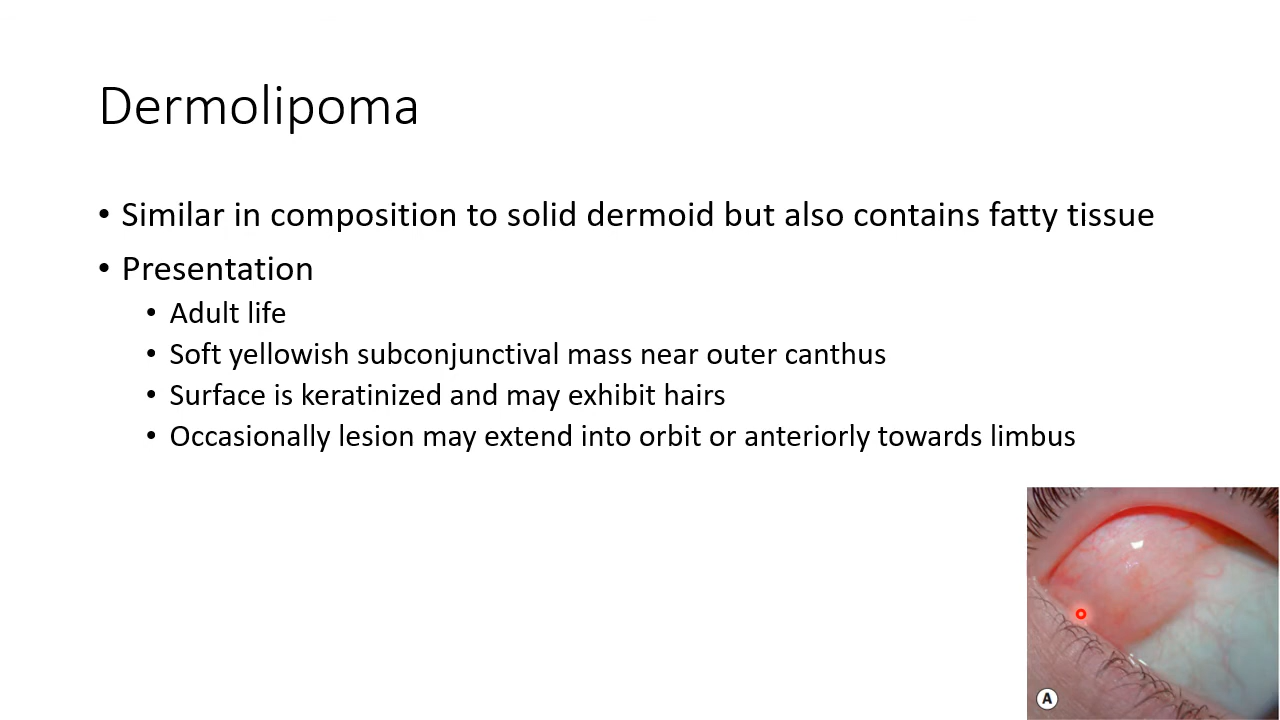 Dermolipoma
• Similar in composition to solid dermoid but also contains fatty tissue
• Presentation
• Adult life
• Soft yellowish subconjunctival mass near outer canthus
• Surface is keratinized and may exhibit hairs
• Occasionally lesion may extend into orbit or anteriorly towards limbus
A